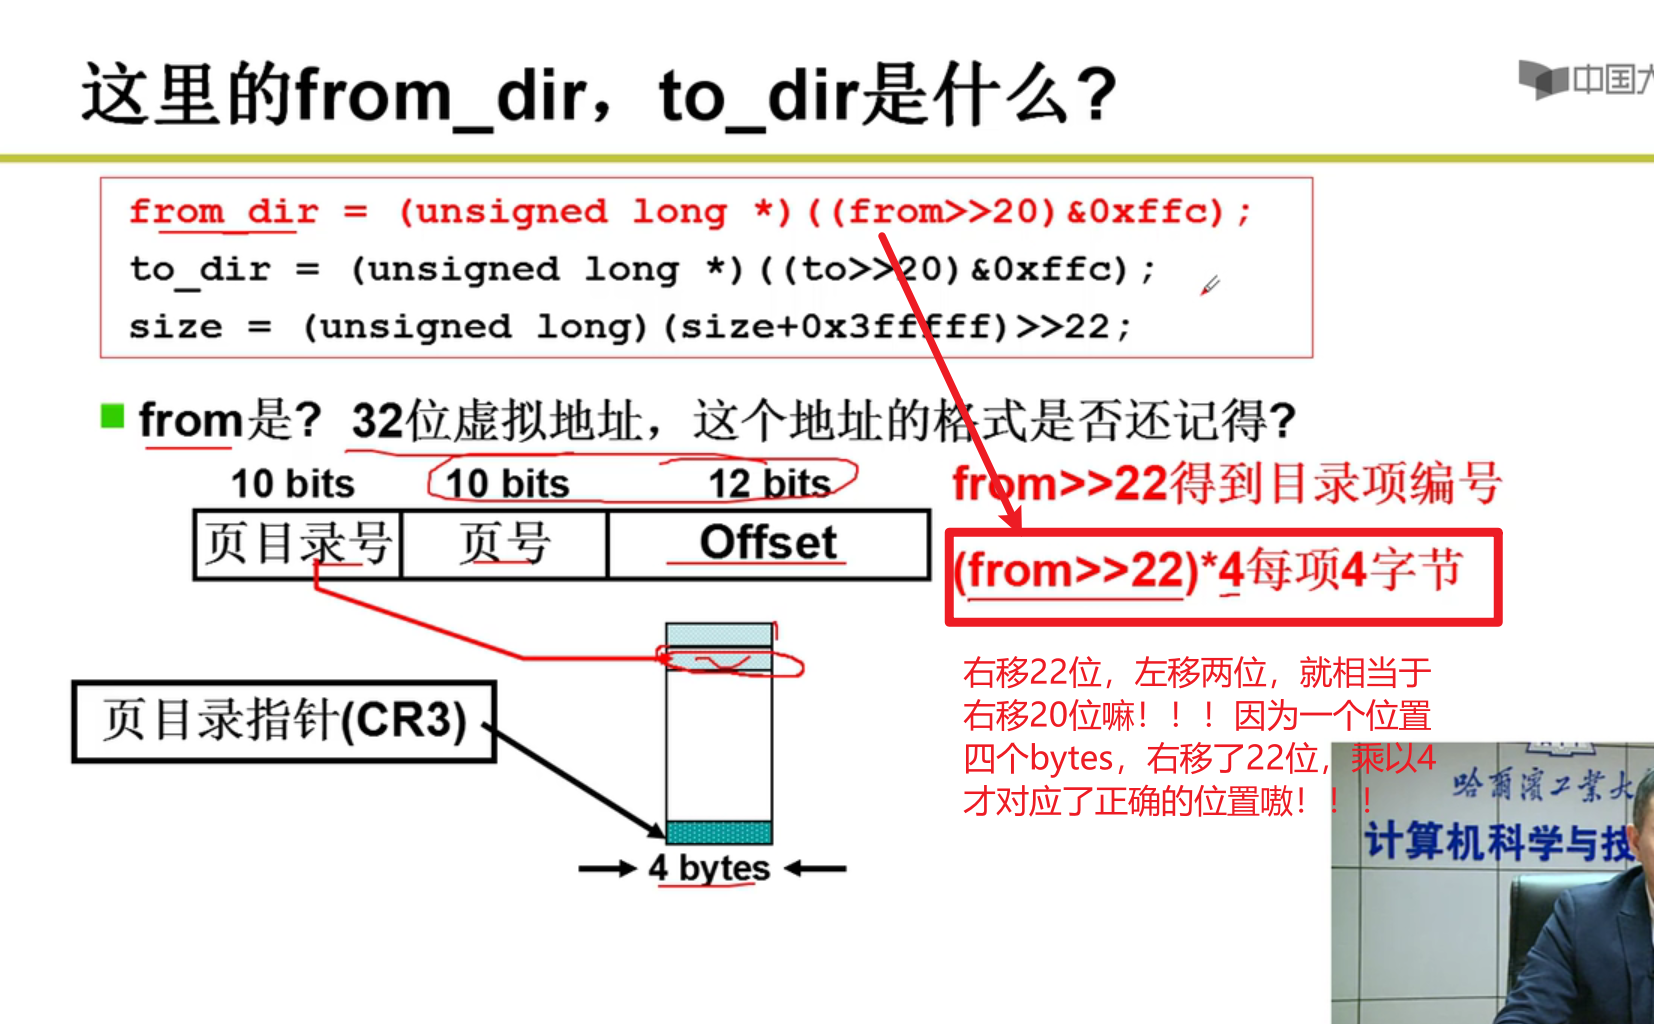 这里的from_dir，to_dir是什么？
中国大
from_dir = (unsigned long *)((from>>20)&0xffc);
to_dir = (unsigned long *)((to>>20)&0xffc);
size = (unsigned long)(size+0x3fffff)>>22;
from是？ 32位虚拟地址，这个地址的格式是否还记得？
10 bits 10 bits 12 bits
页目录号 页号 Offset
from>>22得到目录项编号
(from>>22)*4每项4字节
右移22位，左移两位，就相当于
右移20位嘛！！！因为一个位置
四个bytes，右移了22位，乘以4
才对应了正确的位置嗷！！！
页目录指针(CR3)
4 bytes
哈爾濱工業大
计算机科学与技